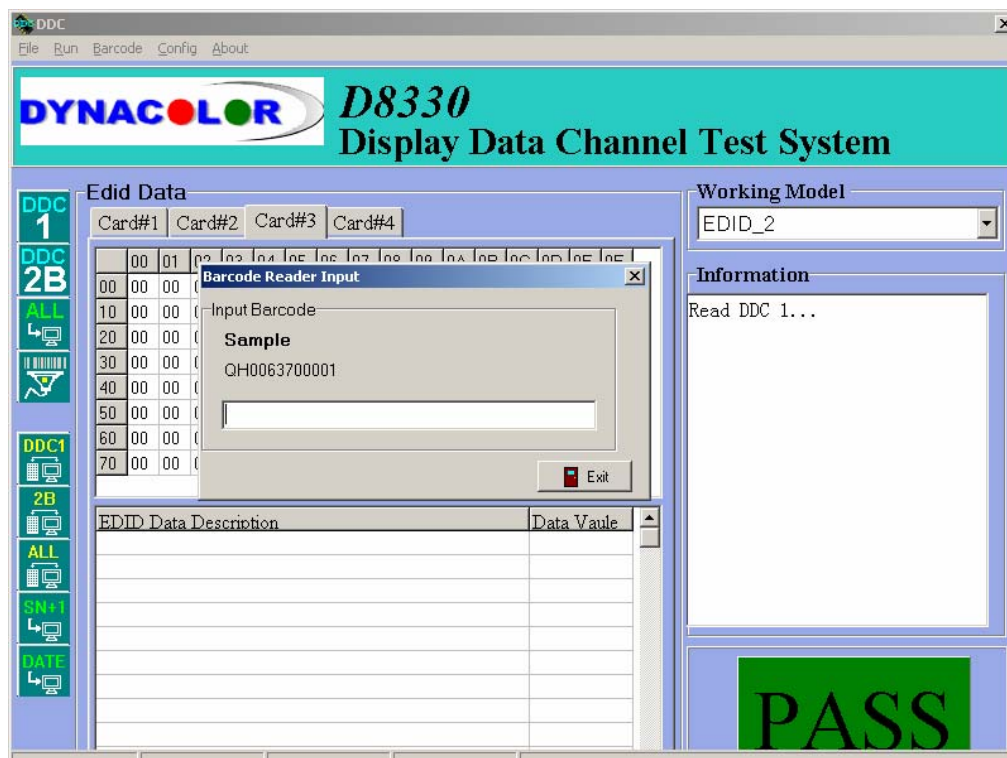 DDC
File Run Barcode Config About
DYNACOLOR
D8330
Display Data Channel Test System
DDC
1
DDC
2B
ALL
DDC1
2B
ALL
SN+1
DATE
Edid Data
Card#1 Card#2 Card#3 Card#4
00 01
00 00 00
10 00 00
20 00 00
30 00 00
40 00 00
50 00 00
60 00 00
70 00 00
Barcode Reader Input
Input Barcode
Sample
QH0063700001
Exit
EDID Data Description Data Vaule
Working Model
EDID_2
Information
Read DDC 1...
PASS